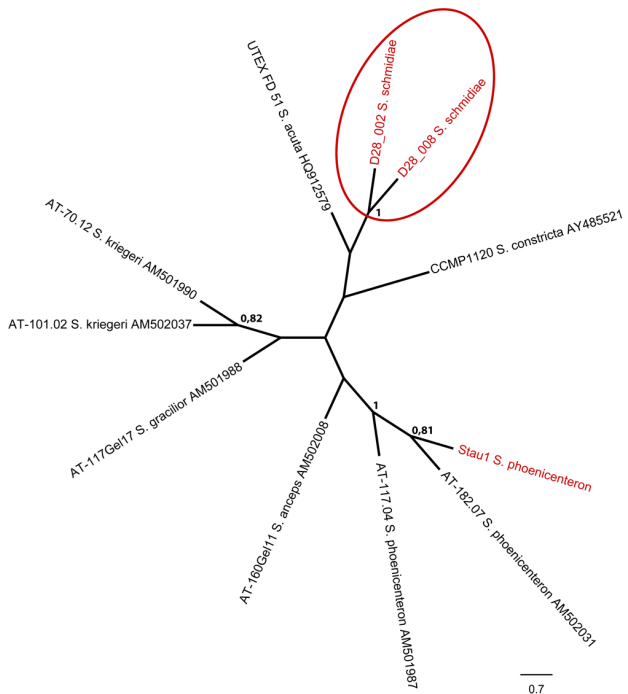 UTEX FD 51 S. acuta HQ912579
D28_002 S. schmidiae
D28_008 S. schmidiae
1
CCMP1120 S. constricta AY485521
AT-70.12 S. kriegeri AM501990
0,82
AT-101.02 S. kriegeri AM502037
AT-117Gel17 S. gracilior AM501988
AT-160Gel11 S. anceps AM502008
1
0,81
Stau1 S. phoenicenteron
AT-117.04 S. phoenicenteron AM501987
AT-182.07 S. phoenicenteron AM502031
0.7